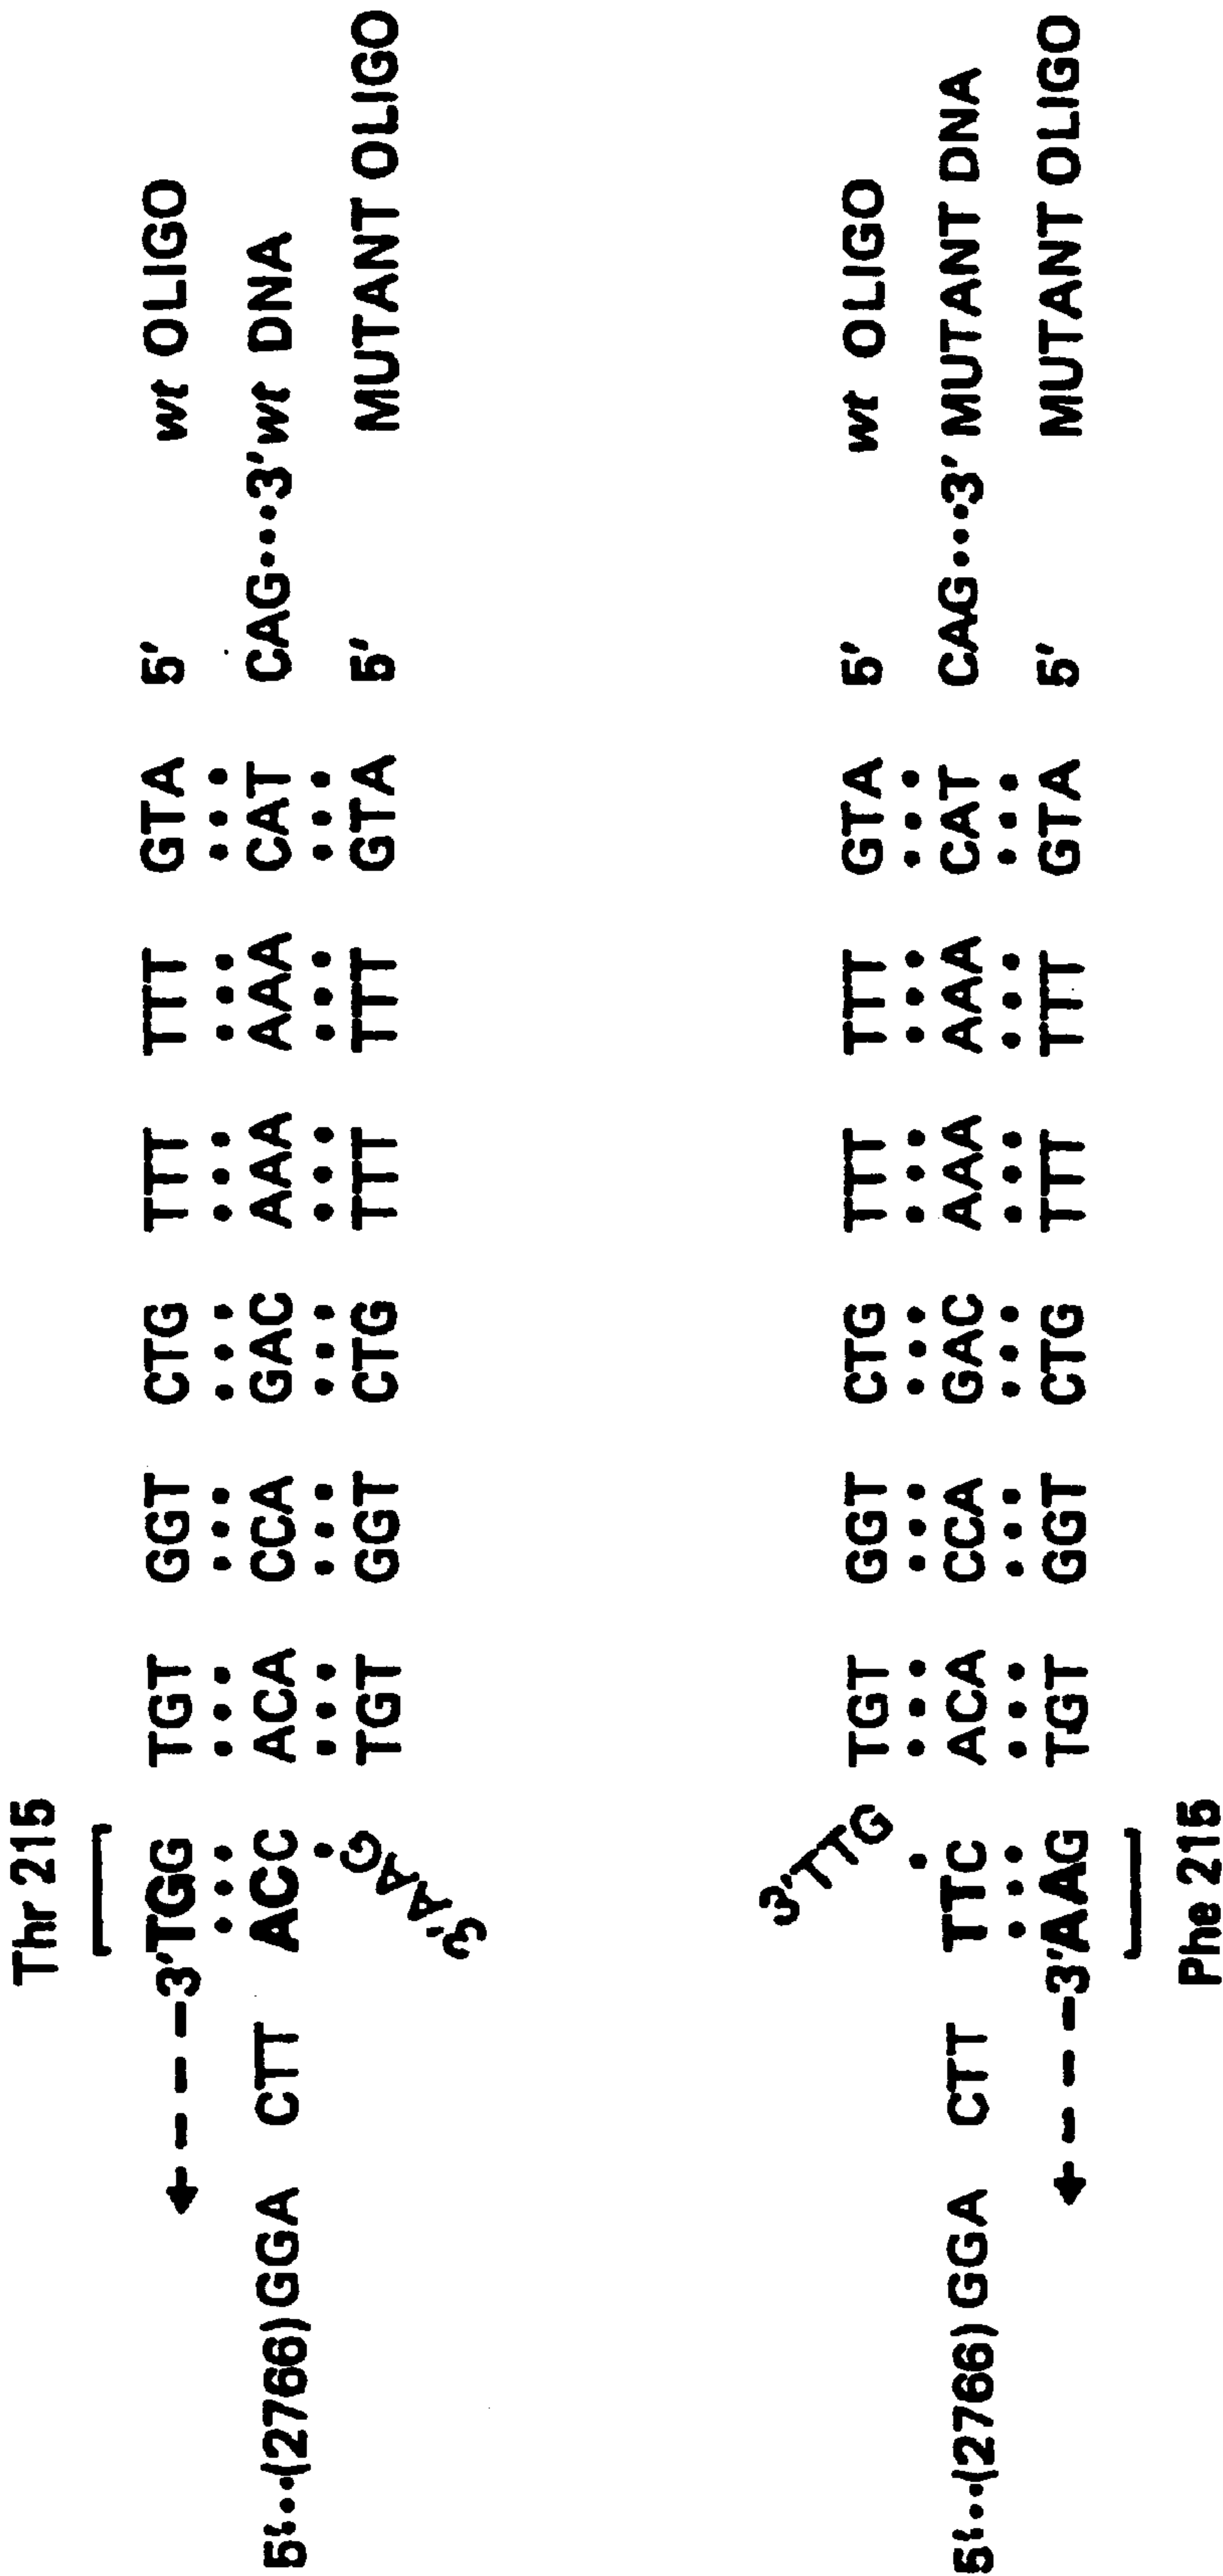 Thr 215
3'TGG TGT GGT CTG TTT TTT GTA 5' wt OLIGO
5'···(2766)GGA CTT ACC ACA CCA GAC AAA AAA CAT CAG···3'wt DNA
3'AAG TGT GGT CTG TTT TTT GTA 5' MUTANT OLIGO
3'TTG TGT GGT CTG TTT TTT GTA 5' wt OLIGO
5'···(2766)GGA CTT TTC ACA CCA GAC AAA AAA CAT CAG···3' MUTANT DNA
3'AAG TGT GGT CTG TTT TTT GTA 5' MUTANT OLIGO
Phe 215